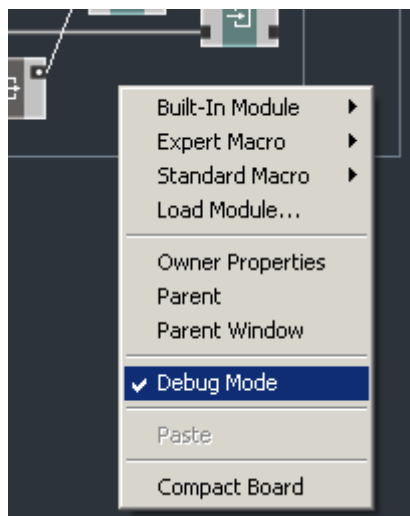 Built-In Module
Expert Macro
Standard Macro
Load Module...
Owner Properties
Parent
Parent Window
Debug Mode
Paste
Compact Board